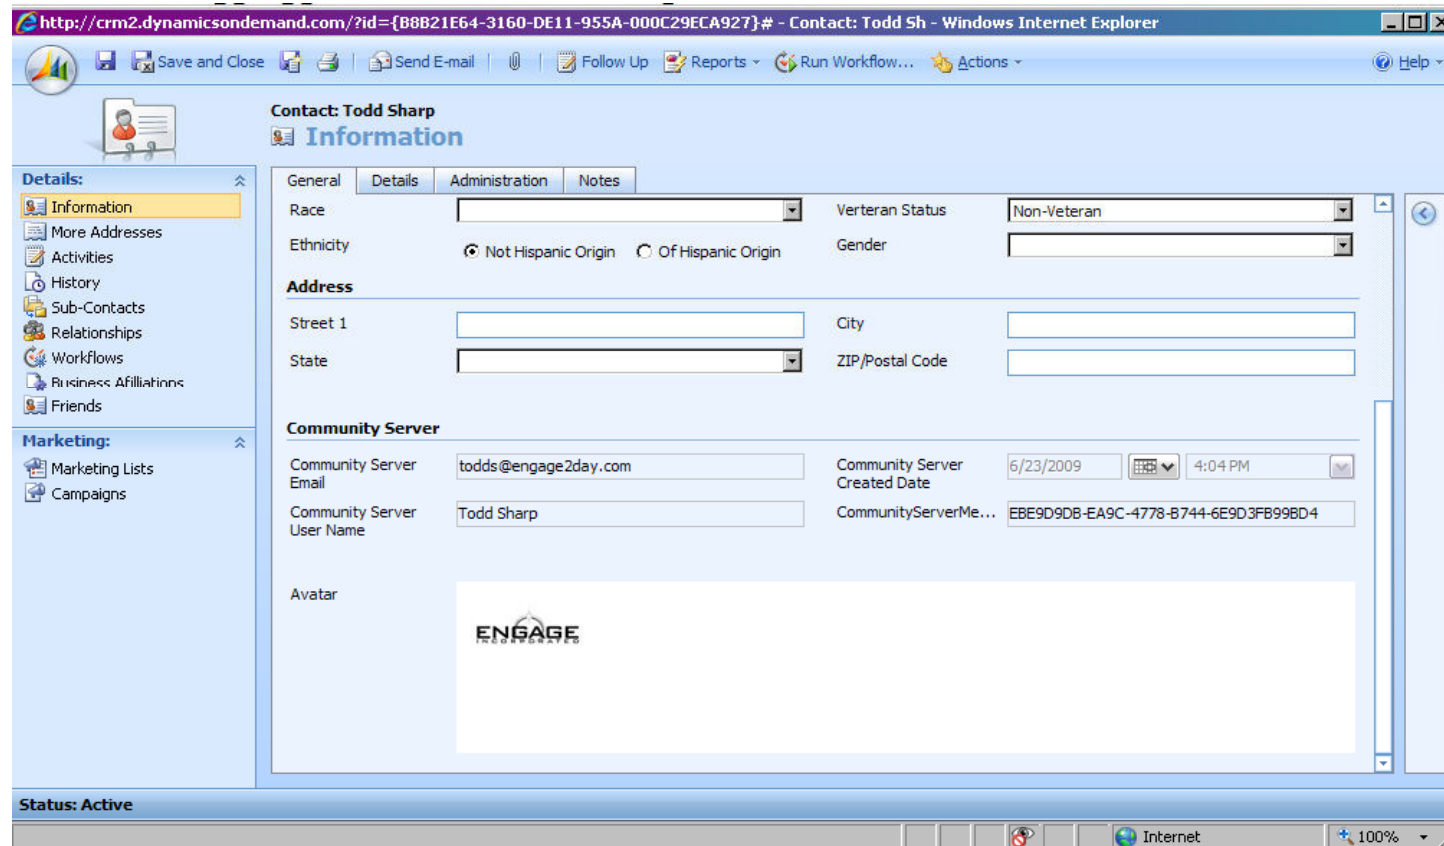 http://crm2.dynamicsondemand.com/?id={B8B21E64-3160-DE11-955A-000C29ECA927}# - Contact: Todd Sh - Windows Internet Explorer
Save and Close Send E-mail Follow Up Reports Run Workflow... Actions Help
Contact: Todd Sharp
Information
Details:
Information
More Addresses
Activities
History
Sub-Contacts
Relationships
Workflows
Business Afilliations
Friends
Marketing:
Marketing Lists
Campaigns
General Details Administration Notes
Race Verteran Status Non-Veteran
Ethnicity Not Hispanic Origin Of Hispanic Origin Gender
Address
Street 1 City
State ZIP/Postal Code
Community Server
Community Server Email todds@engage2day.com Community Server Created Date 6/23/2009 4:04 PM
Community Server User Name Todd Sharp CommunityServerMe... EBE9D9DB-EA9C-4778-B744-6E9D3FB99BD4
Avatar
ENGAGE
INCORPORATED
Status: Active
Internet 100%